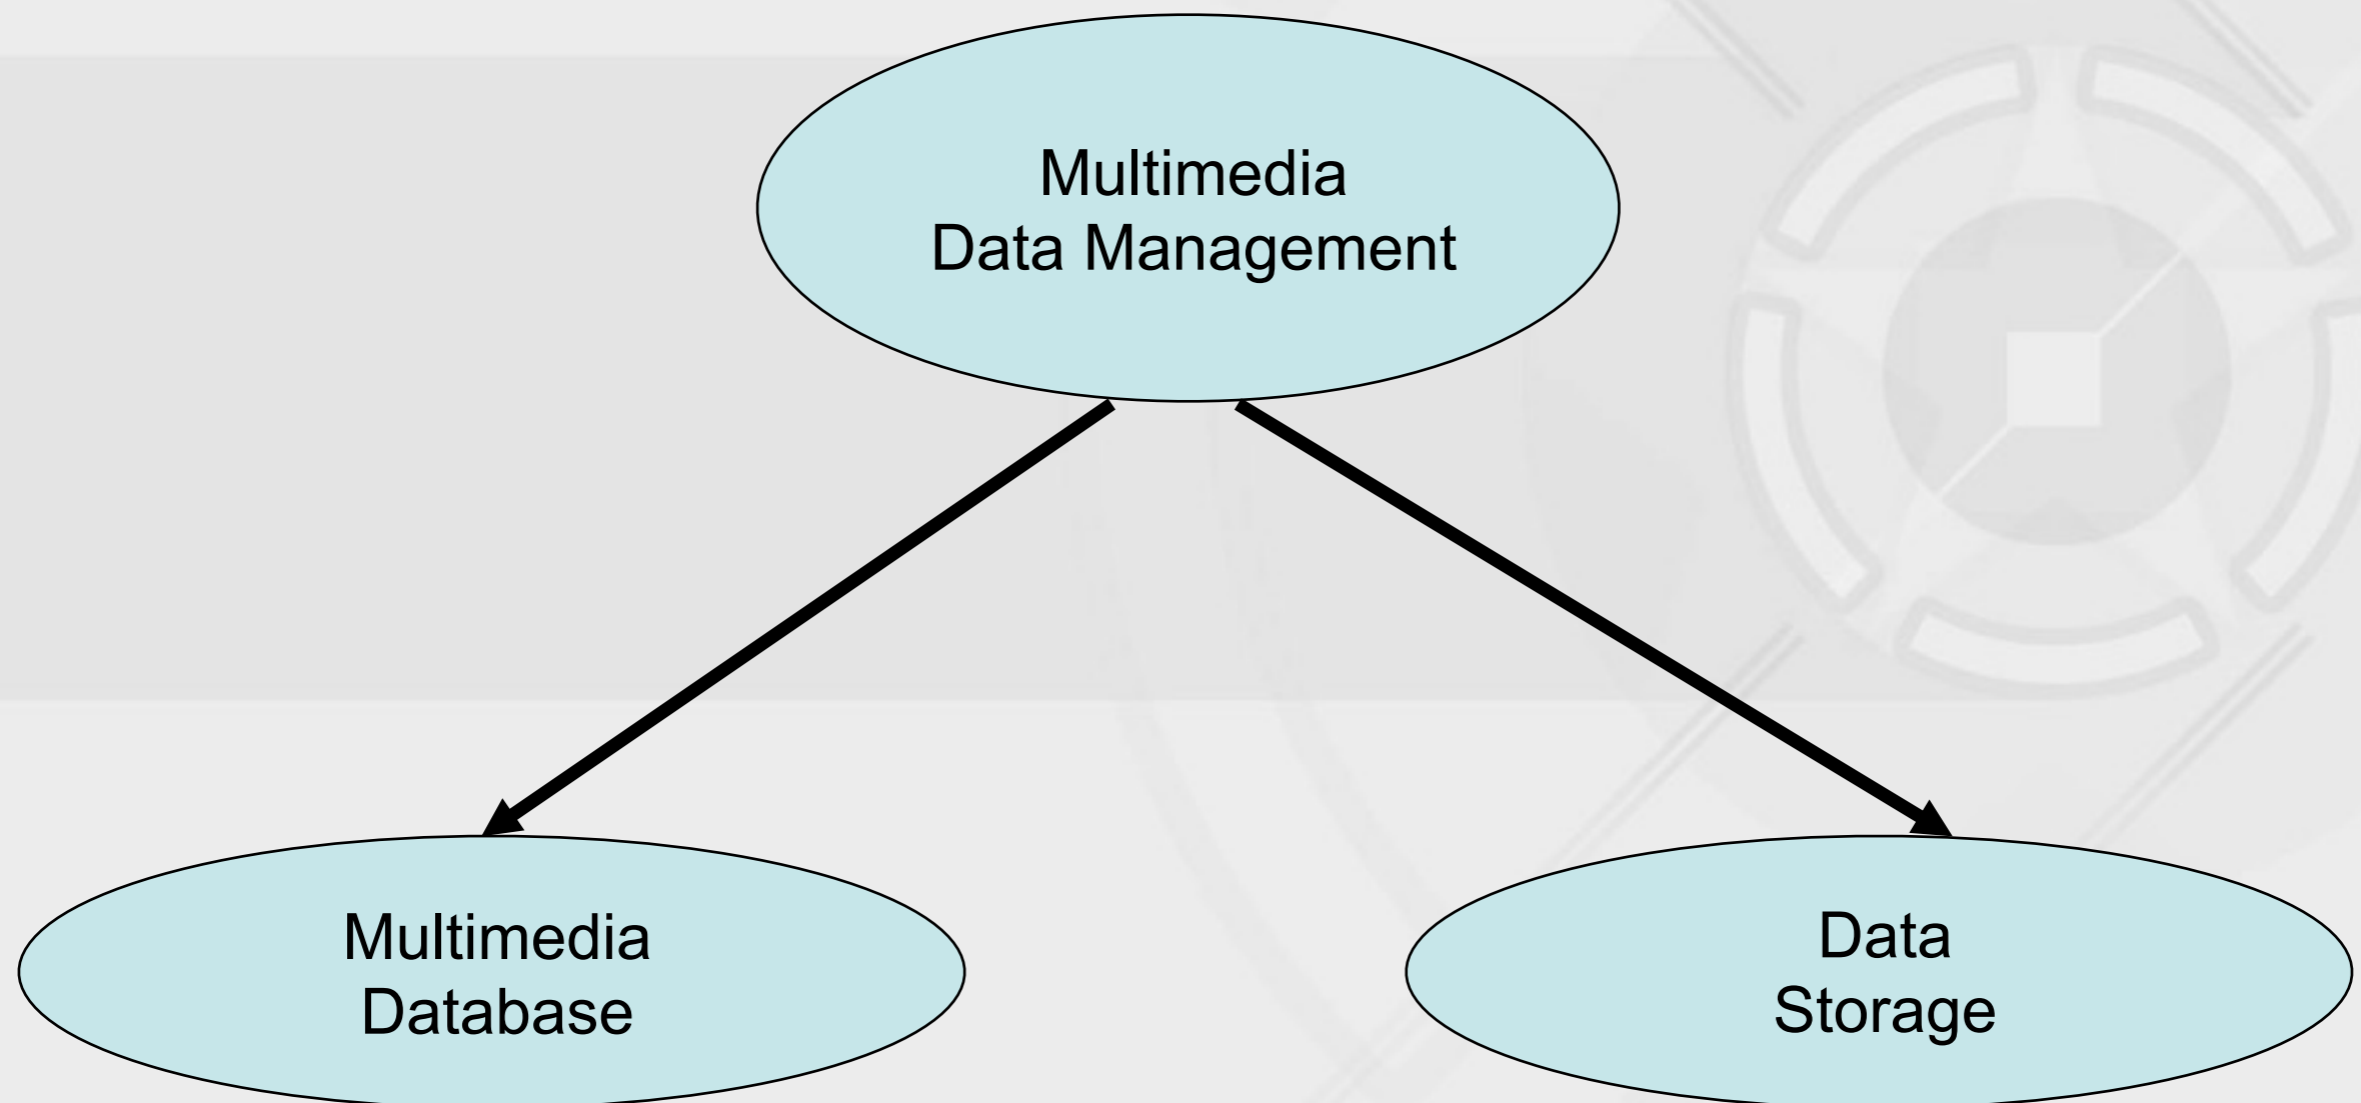 Multimedia
Data Management
Multimedia
Database
Data
Storage